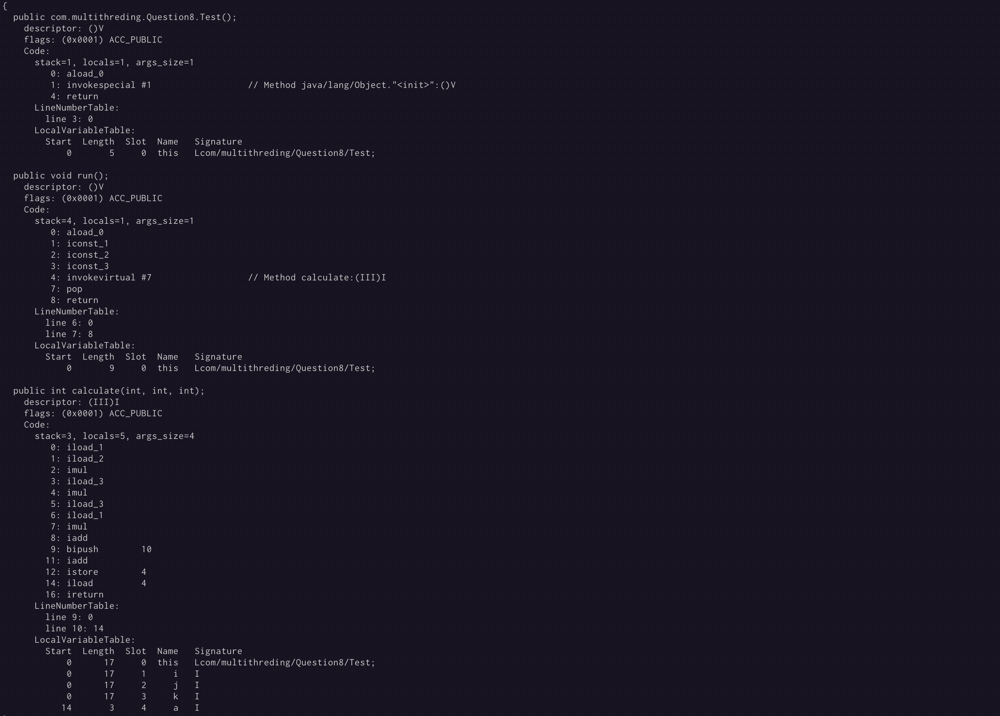 {
  public com.multithreding.Question8.Test();
    descriptor: ()V
    flags: (0x0001) ACC_PUBLIC
    Code:
      stack=1, locals=1, args_size=1
         0: aload_0
         1: invokespecial #1                  // Method java/lang/Object."<init>":()V
         4: return
      LineNumberTable:
        line 3: 0
      LocalVariableTable:
        Start  Length  Slot  Name   Signature
            0       5     0  this   Lcom/multithreding/Question8/Test;

  public void run();
    descriptor: ()V
    flags: (0x0001) ACC_PUBLIC
    Code:
      stack=4, locals=1, args_size=1
         0: aload_0
         1: iconst_1
         2: iconst_2
         3: iconst_3
         4: invokevirtual #7                  // Method calculate:(III)I
         7: pop
         8: return
      LineNumberTable:
        line 6: 0
        line 7: 8
      LocalVariableTable:
        Start  Length  Slot  Name   Signature
            0       9     0  this   Lcom/multithreding/Question8/Test;

  public int calculate(int, int, int);
    descriptor: (III)I
    flags: (0x0001) ACC_PUBLIC
    Code:
      stack=3, locals=5, args_size=4
         0: iload_1
         1: iload_2
         2: imul
         3: iload_3
         4: imul
         5: iload_3
         6: iload_1
         7: imul
         8: iadd
         9: bipush        10
        11: iadd
        12: istore        4
        14: iload         4
        16: ireturn
      LineNumberTable:
        line 9: 0
        line 10: 14
      LocalVariableTable:
        Start  Length  Slot  Name   Signature
            0      17     0  this   Lcom/multithreding/Question8/Test;
            0      17     1     i   I
            0      17     2     j   I
            0      17     3     k   I
           14       3     4     a   I